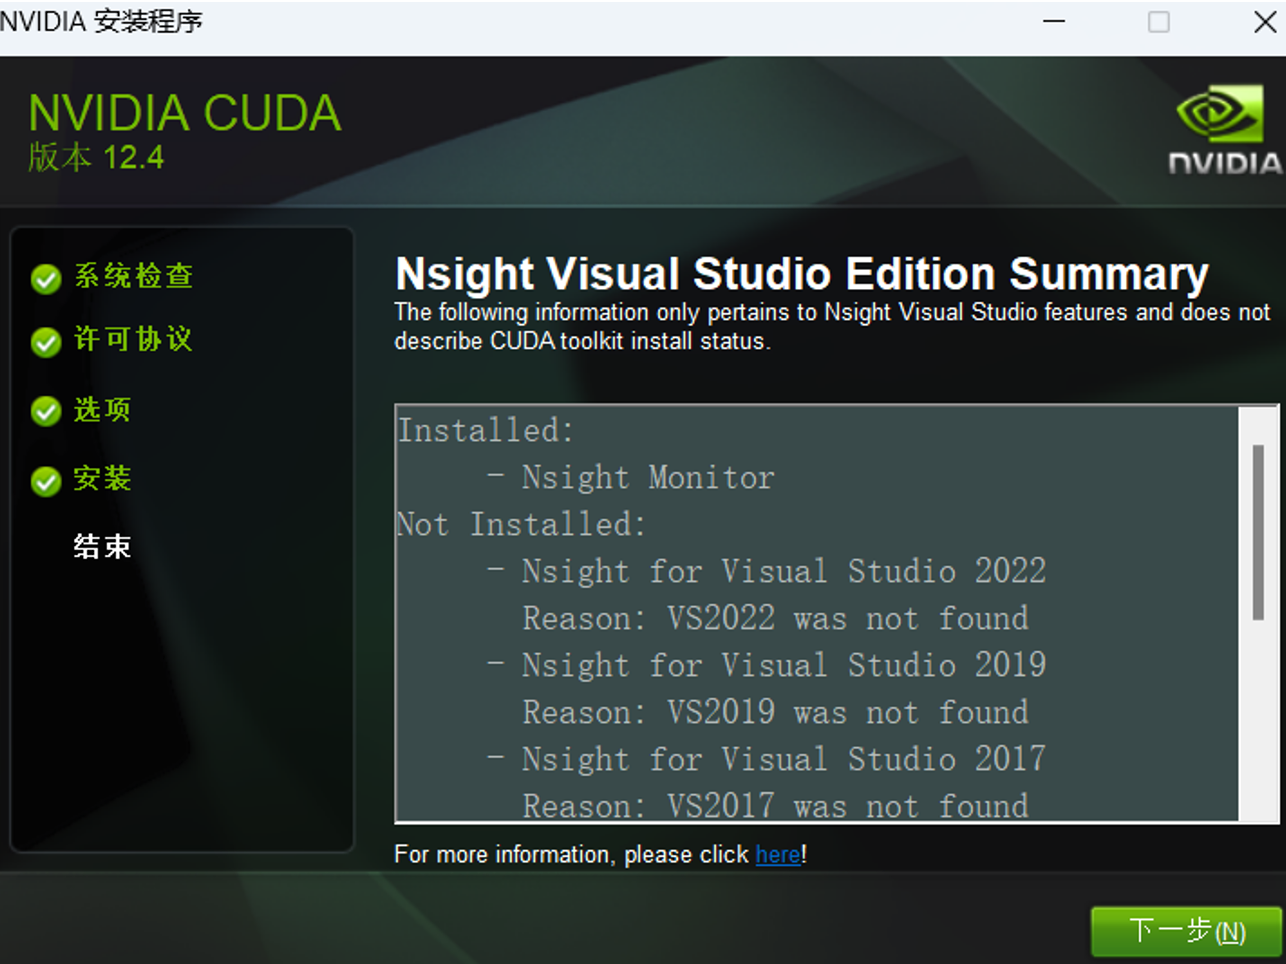 NVIDIA 安装程序
NVIDIA CUDA
版本 12.4
NVIDIA
系统检查
许可协议
选项
安装
结束
Nsight Visual Studio Edition Summary
The following information only pertains to Nsight Visual Studio features and does not
describe CUDA toolkit install status.
Installed:
- Nsight Monitor
Not Installed:
- Nsight for Visual Studio 2022
Reason: VS2022 was not found
- Nsight for Visual Studio 2019
Reason: VS2019 was not found
- Nsight for Visual Studio 2017
Reason: VS2017 was not found
For more information, please click here!
下一步(N)